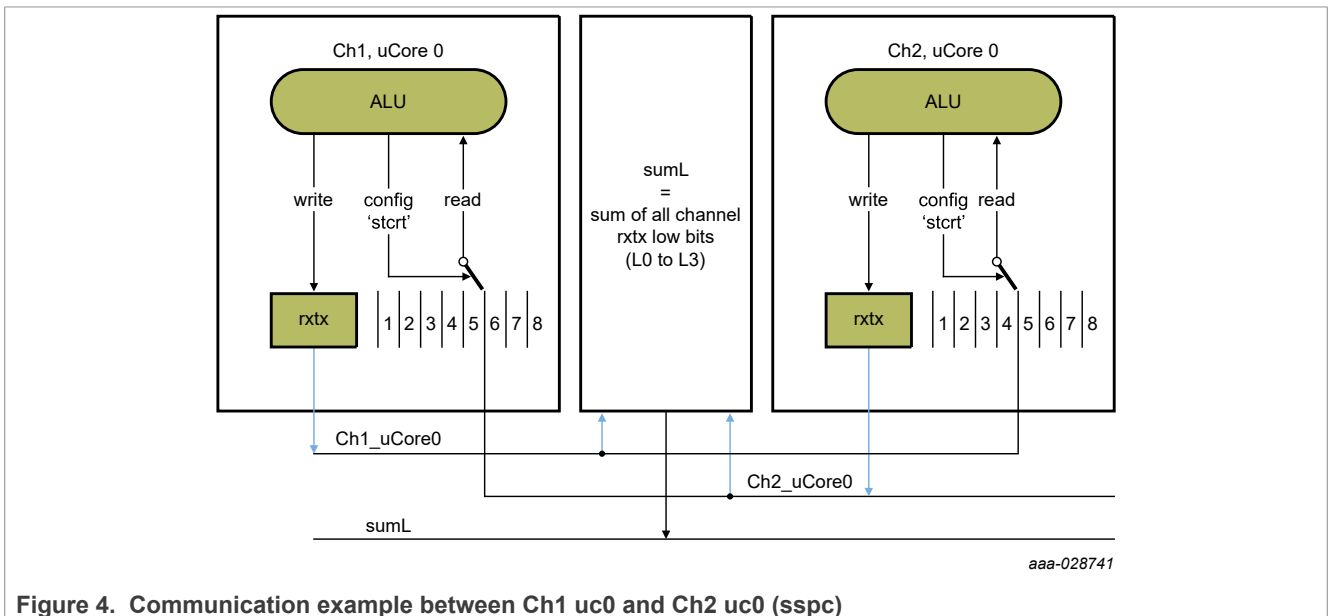 Ch1, uCore 0
ALU
write
config
‘stcrt’
read
rxtx
1 2 3 4 5 6 7 8
sumL
=
sum of all channel
rxtx low bits
(L0 to L3)
Ch2, uCore 0
ALU
write
config
‘stcrt’
read
rxtx
1 2 3 4 5 6 7 8
Ch1_uCore0
Ch2_uCore0
sumL
aaa-028741
Figure 4. Communication example between Ch1 uc0 and Ch2 uc0 (sspc)